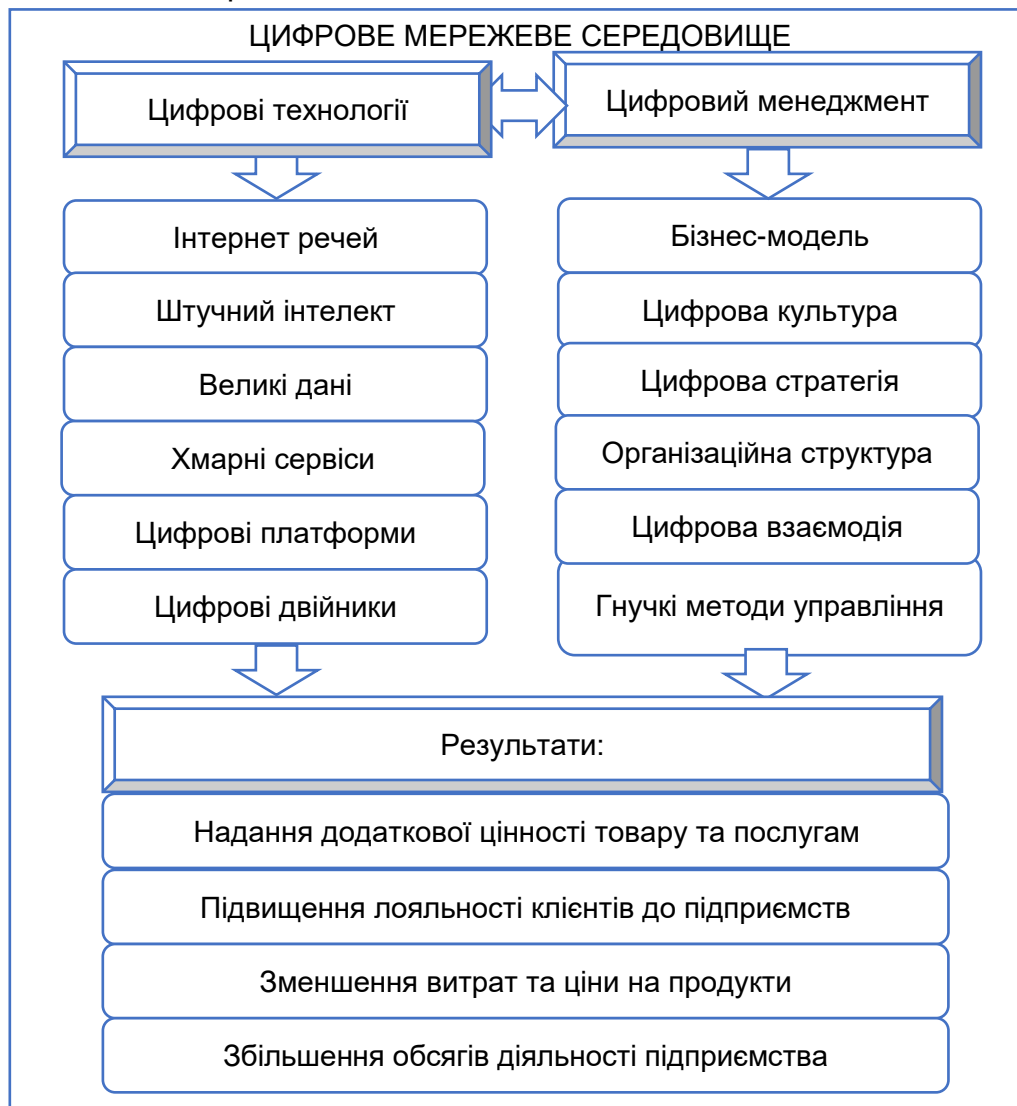 ЦИФРОВЕ МЕРЕЖЕВЕ СЕРЕДОВИЩЕ
Цифрові технології
Цифровий менеджмент
Інтернет речей
Штучний інтелект
Великі дані
Хмарні сервіси
Цифрові платформи
Цифрові двійники
Бізнес-модель
Цифрова культура
Цифрова стратегія
Організаційна структура
Цифрова взаємодія
Гнучкі методи управління
Результати:
Надання додаткової цінності товару та послугам
Підвищення лояльності клієнтів до підприємств
Зменшення витрат та ціни на продукти
Збільшення обсягів діяльності підприємства